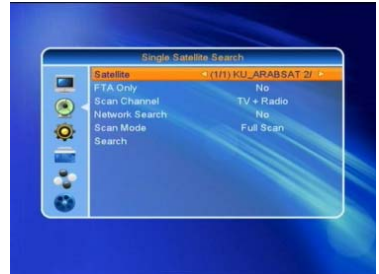 Single Satellite Search
Satellite (1/1) KU_ARABSAT 2/
FTA Only No
Scan Channel TV + Radio
Network Search No
Scan Mode Full Scan
Search